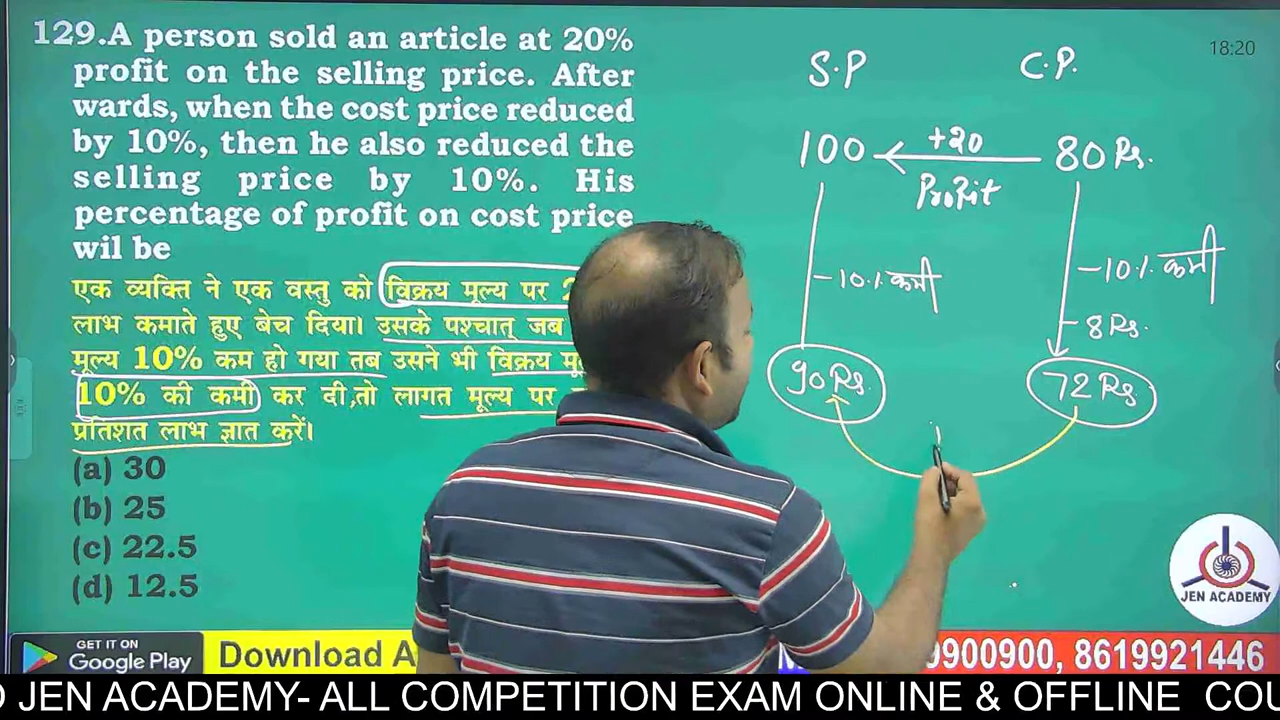 129.A person sold an article at 20%
profit on the selling price. After
wards, when the cost price reduced
by 10%, then he also reduced the
selling price by 10%. His
percentage of profit on cost price
wil be
एक व्यक्ति ने एक वस्तु को विक्रय मूल्य पर 2
लाभ कमाते हुए बेच दिया। उसके पश्चात् जब
मूल्य 10% कम हो गया तब उसने भी विक्रय मू
10% की कमी कर दी,तो लागत मूल्य पर
प्रतिशत लाभ ज्ञात करें।
(a) 30
(b) 25
(c) 22.5
(d) 12.5
18:20
S.P C.P.
100 +20 80 Rs.
Profit
-10% कमी -10% कमी
- 8 Rs.
90 Rs. 72 Rs
JEN ACADEMY
GET IT ON
Google Play
Download A
9900900, 8619921446
JEN ACADEMY- ALL COMPETITION EXAM ONLINE & OFFLINE COU